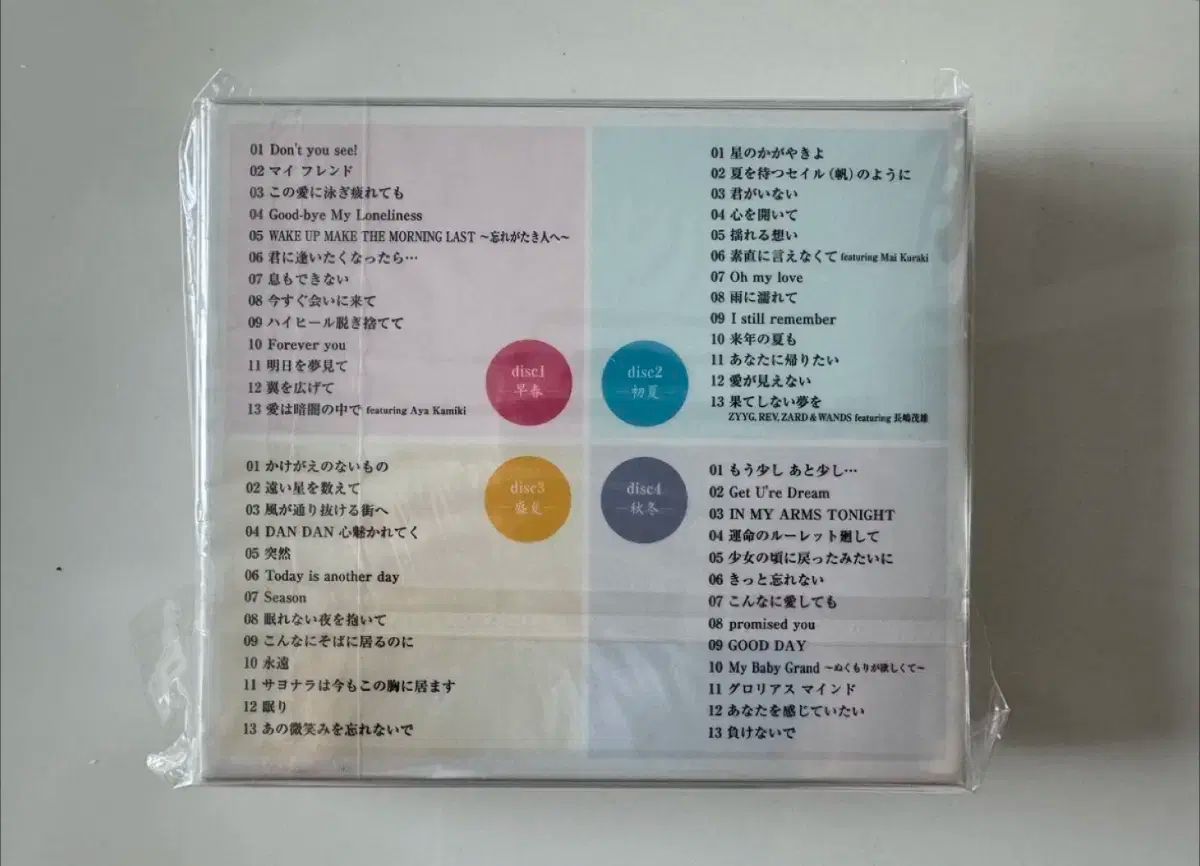 01 Don't you see!
02 マイ フレンド
03 この愛に泳ぎ疲れても
04 Good-bye My Loneliness
05 WAKE UP MAKE THE MORNING LAST ～忘れがたき人へ～
06 君に逢いたくなったら…
07 息もできない
08 今すぐ会いに来て
09 ハイヒール脱ぎ捨てて
10 Forever you
11 明日を夢見て
12 翼を広げて
13 愛は暗闇の中で featuring Aya Kamiki
disc1
早春
01 星のかがやきよ
02 夏を待つセイル(帆)のように
03 君がいない
04 心を開いて
05 揺れる想い
06 素直に言えなくて featuring Mai Kuraki
07 Oh my love
08 雨に濡れて
09 I still remember
10 来年の夏も
11 あなたに帰りたい
12 愛が見えない
13 果てしない夢を
ZYYG, REV, ZARD & WANDS featuring 長嶋茂雄
disc2
初夏
01 かけがえのないもの
02 遠い星を数えて
03 風が通り抜ける街へ
04 DAN DAN 心魅かれてく
05 突然
06 Today is another day
07 Season
08 眠れない夜を抱いて
09 こんなにそばに居るのに
10 永遠
11 サヨナラは今もこの胸に居ます
12 眠り
13 あの微笑みを忘れないで
disc3
盛夏
01 もう少し あと少し…
02 Get U're Dream
03 IN MY ARMS TONIGHT
04 運命のルーレット廻して
05 少女の頃に戻ったみたいに
06 きっと忘れない
07 こんなに愛しても
08 promised you
09 GOOD DAY
10 My Baby Grand ～ぬくもりが欲しくて～
11 グロリアス マインド
12 あなたを感じていたい
13 負けないで
disc4
秋冬